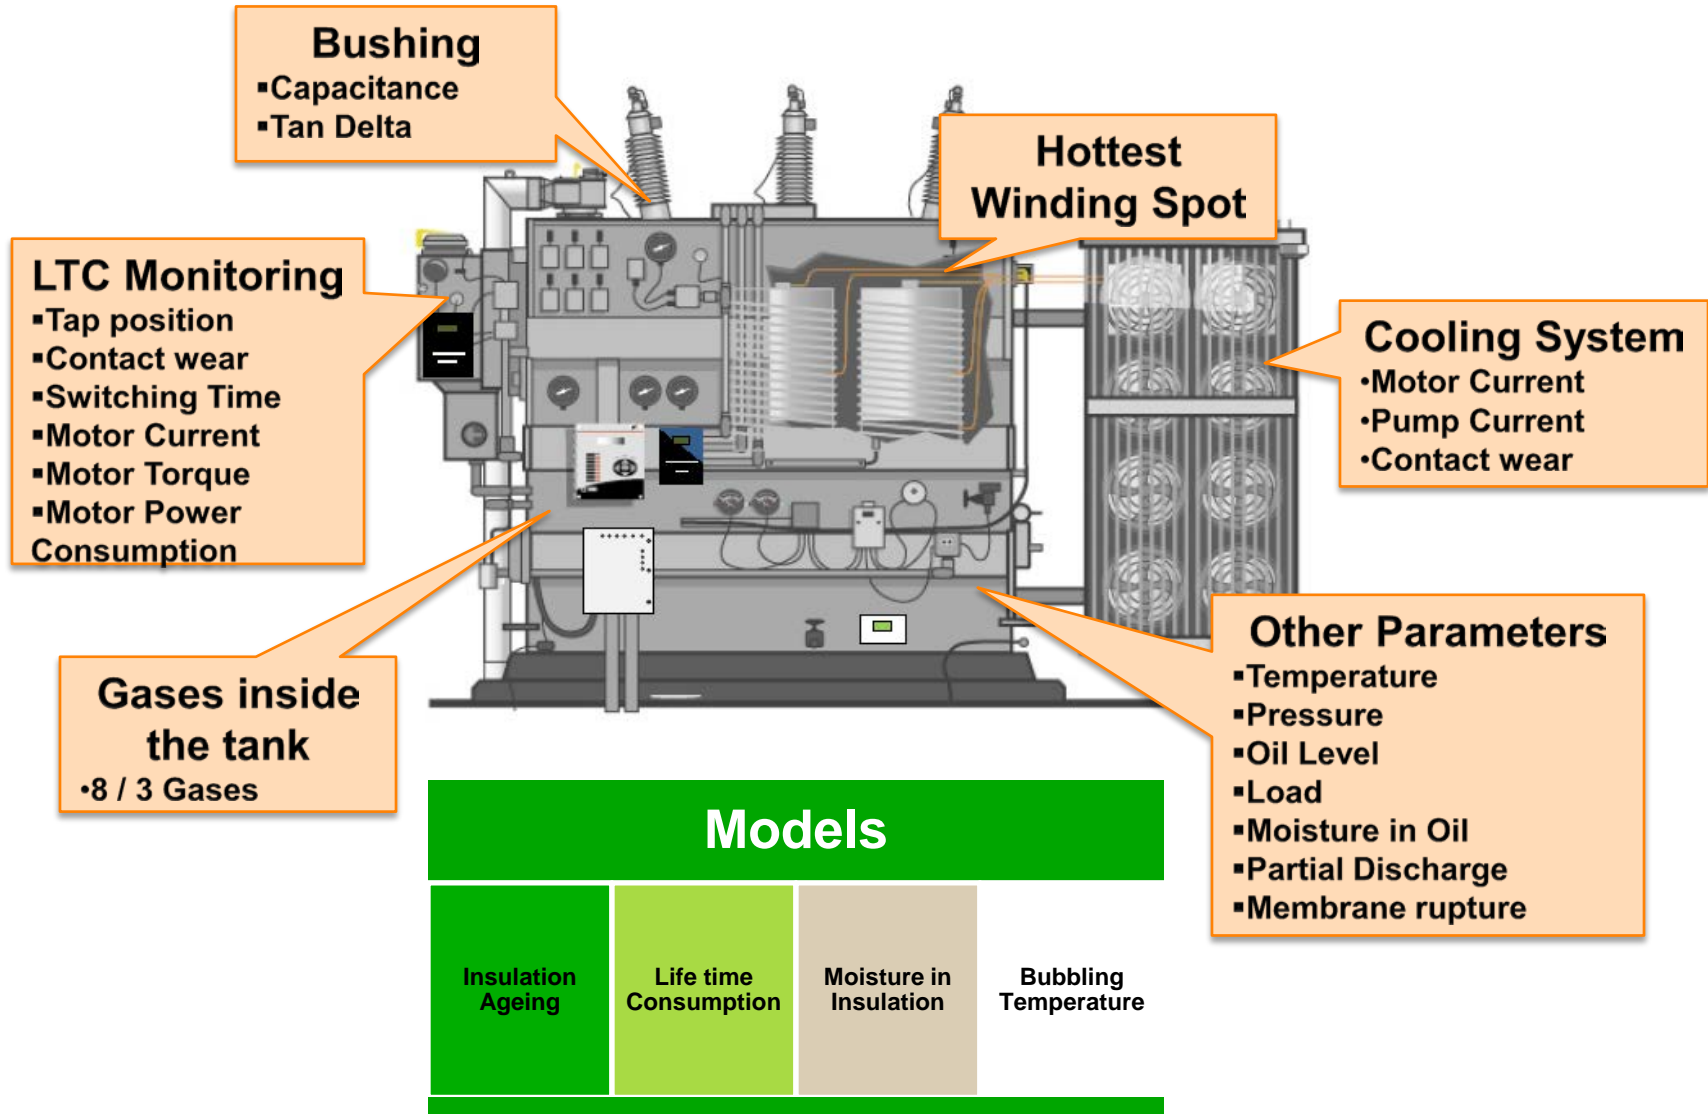 Bushing
▪Capacitance
▪Tan Delta
Hottest
Winding Spot
LTC Monitoring
▪Tap position
▪Contact wear
▪Switching Time
▪Motor Current
▪Motor Torque
▪Motor Power
Consumption
Cooling System
•Motor Current
•Pump Current
•Contact wear
Gases inside
the tank
•8 / 3 Gases
Other Parameters
▪Temperature
▪Pressure
▪Oil Level
▪Load
▪Moisture in Oil
▪Partial Discharge
▪Membrane rupture
Models
Insulation
Ageing
Life time
Consumption
Moisture in
Insulation
Bubbling
Temperature